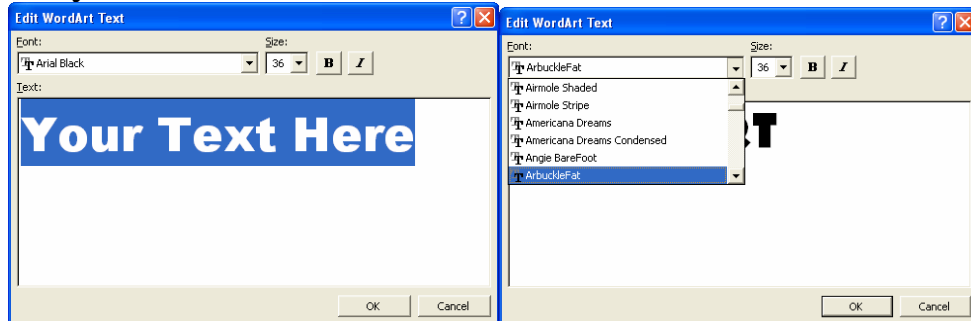 Edit WordArt Text
Font:
Size:
Arial Black
36
B
I
Text:
Your Text Here
OK
Cancel
Edit WordArt Text
Font:
Size:
ArbuckleFat
36
B
I
Airmole Shaded
Airmole Stripe
Americana Dreams
Americana Dreams Condensed
Angie BareFoot
ArbuckleFat
T
OK
Cancel